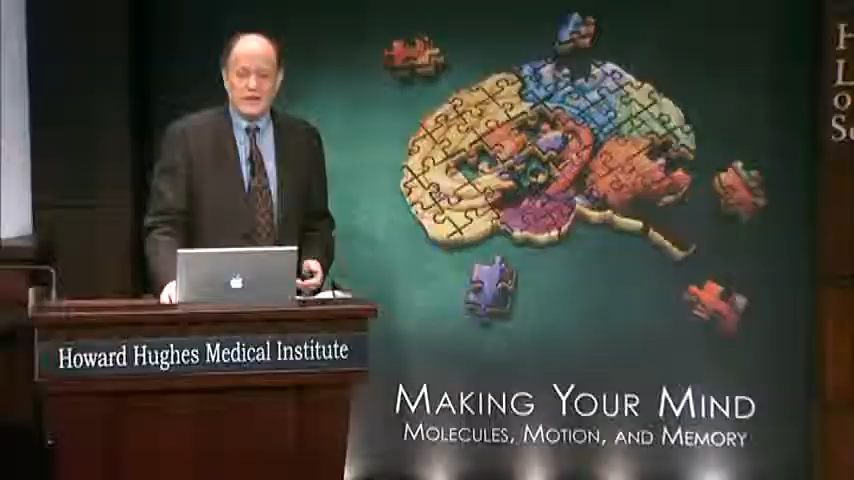 Howard Hughes Medical Institute
MAKING YOUR MIND
MOLECULES, MOTION, AND MEMORY